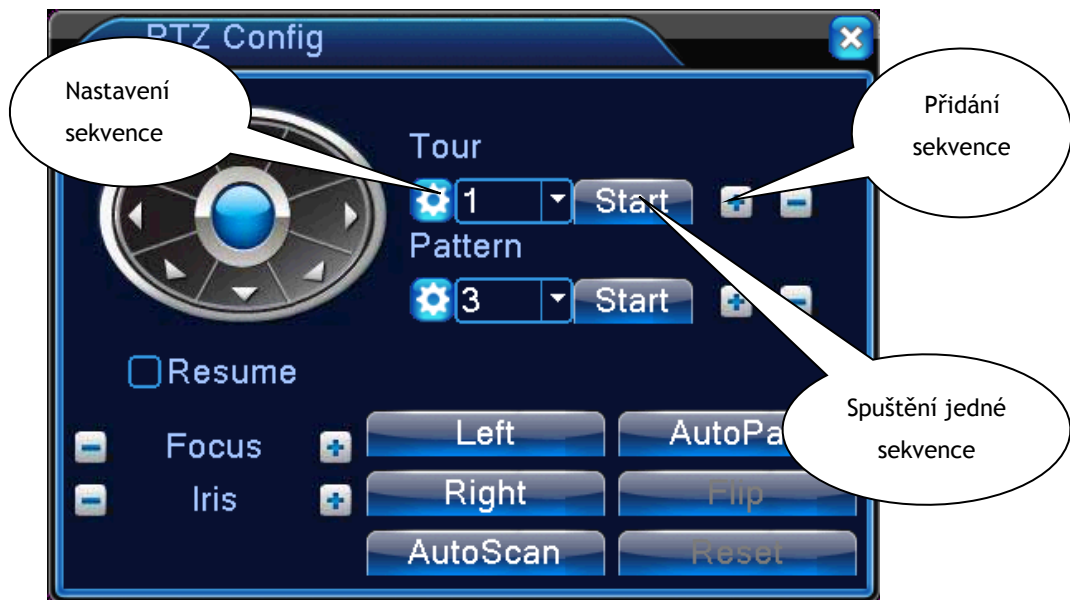 PTZ Config
Nastavení
sekvence
Přidání
sekvence
Tour
1
Start
Pattern
3
Start
Resume
Spuštění jedné
sekvence
Focus
Left
AutoPa
Iris
Right
Flip
AutoScan
Reset